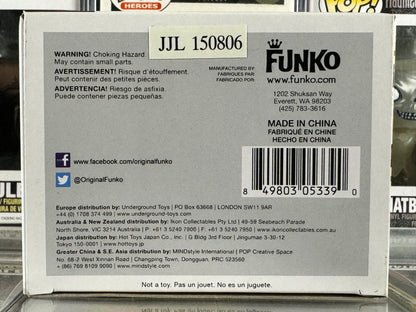 HEROES
POP!
JJL 150806
WARNING! Choking Hazard.
May contain small parts.
AVERTISSEMENT! Risque d'étouffement.
Peut contenir des petites pièces.
ADVERTENCIA! Riesgo de asfixia.
Puede contener piezas pequeñas.
MANUFACTURED BY:
FABRIQUÉES PAR:
FABRICADO POR:
FUNKO
www.funko.com
1202 Shuksan Way
Everett, WA 98203
(425) 783-3616
MADE IN CHINA
FABRIQUÉ EN CHINE
HECHO EN CHINA
www.facebook.com/originalfunko
@OriginalFunko
8 49803 05339 0
Europe distribution by: Underground Toys | PO Box 63668 | LONDON SW11 9AR
+44 (0) 1708 374 499 | www.underground-toys.com
Australia & New Zealand distribution by: Ikon Collectables Pty Ltd | 49-59 Seabeach Parade
North Shore, VIC 3214 Australia | P: +61 3 5240 7800 | F: +61 3 5240 7850 | www.ikoncollectables.com.au
Japan distribution by: Hot Toys Japan Co., Inc. | G Bldg 3rd Floor | Jingumae 3-30-12
Tokyo 150-0001 | www.hottoys.jp
Greater China & S.E. Asia distribution by: MINDstyle International | POP Creative Space
No. 68-2 West Xinlian Road | Changping Town, Dongguan, PRC 523560
+ (86) 769 8109 9090 | www.mindstyle.com
Not a toy. Pas un jouet. No es un juguete.